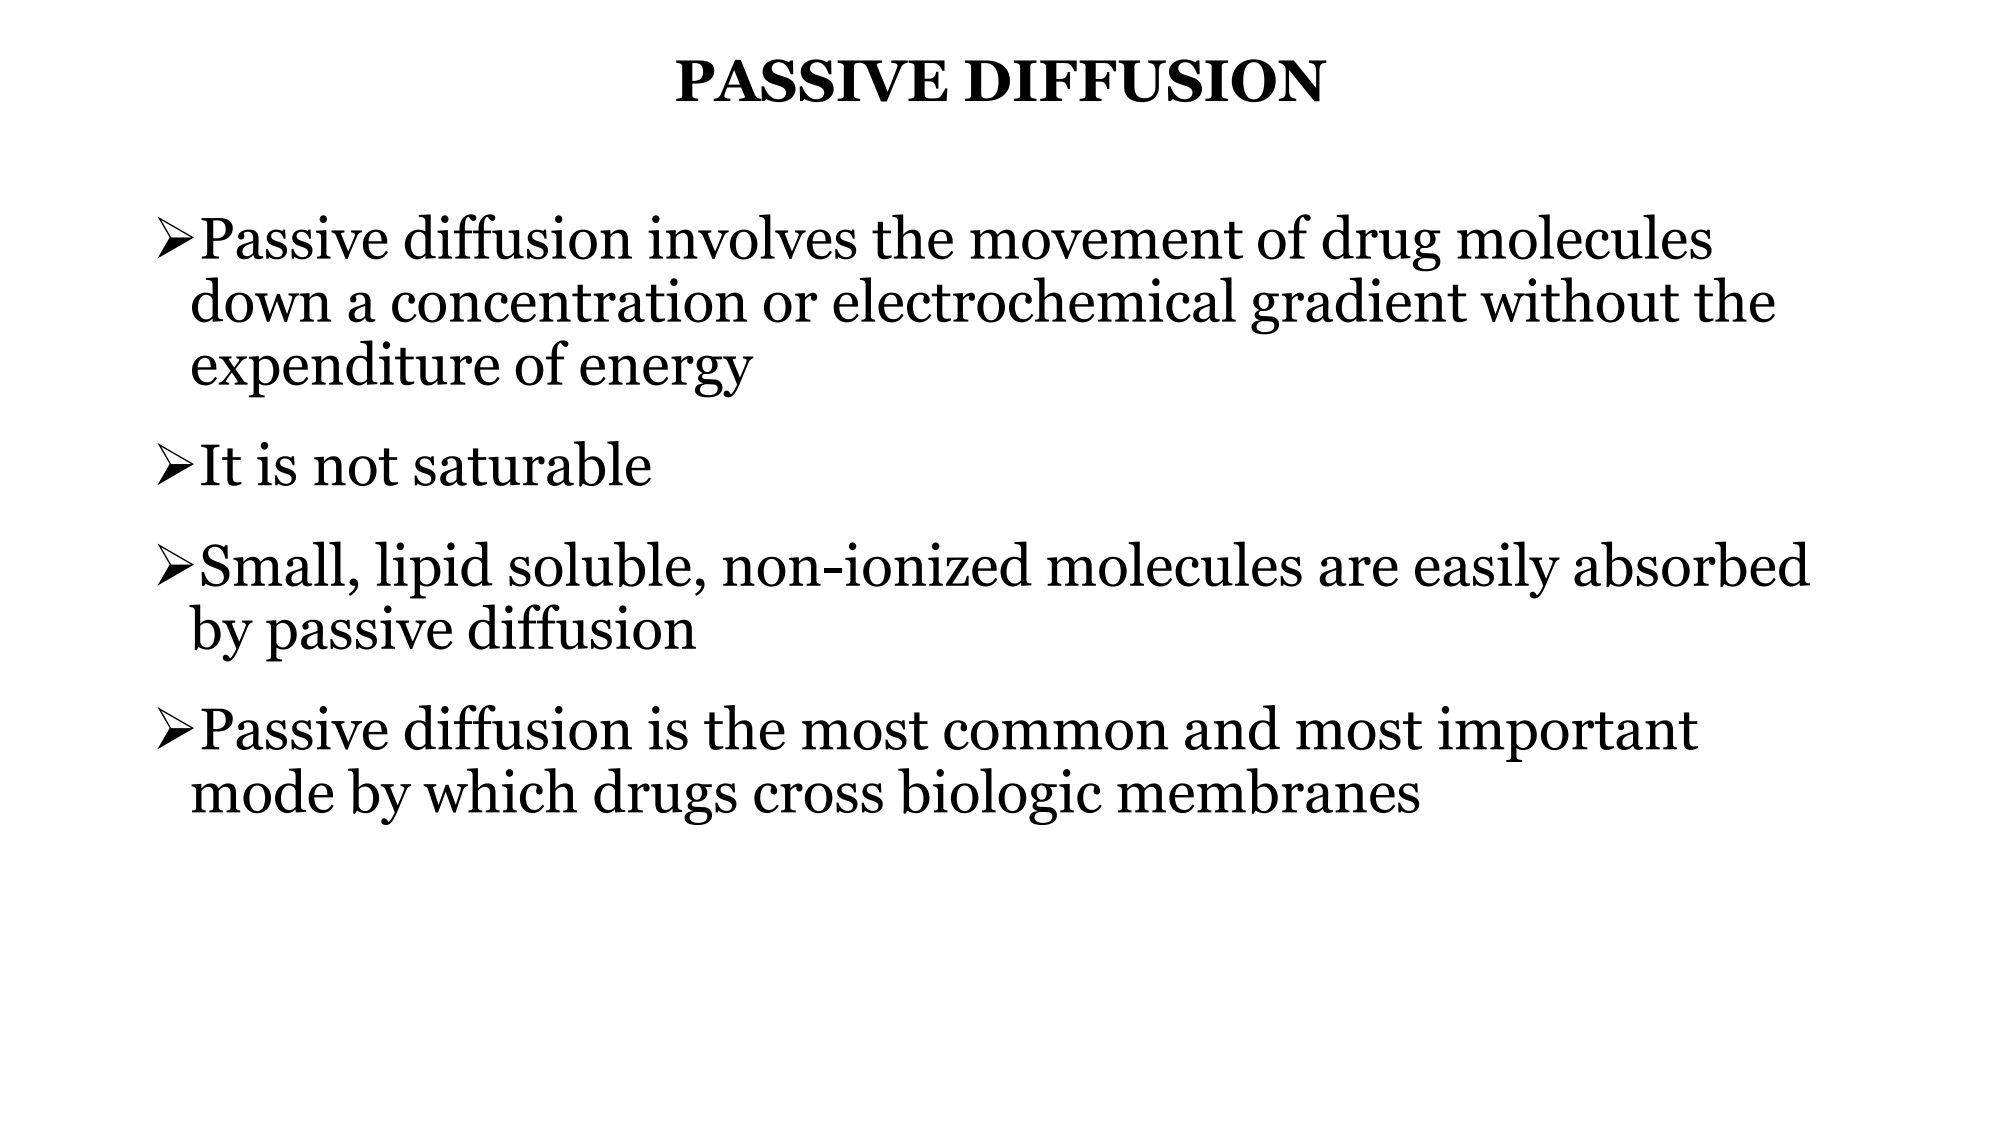 PASSIVE DIFFUSION
➢Passive diffusion involves the movement of drug molecules
down a concentration or electrochemical gradient without the
expenditure of energy
➢It is not saturable
➢Small, lipid soluble, non-ionized molecules are easily absorbed
by passive diffusion
➢Passive diffusion is the most common and most important
mode by which drugs cross biologic membranes